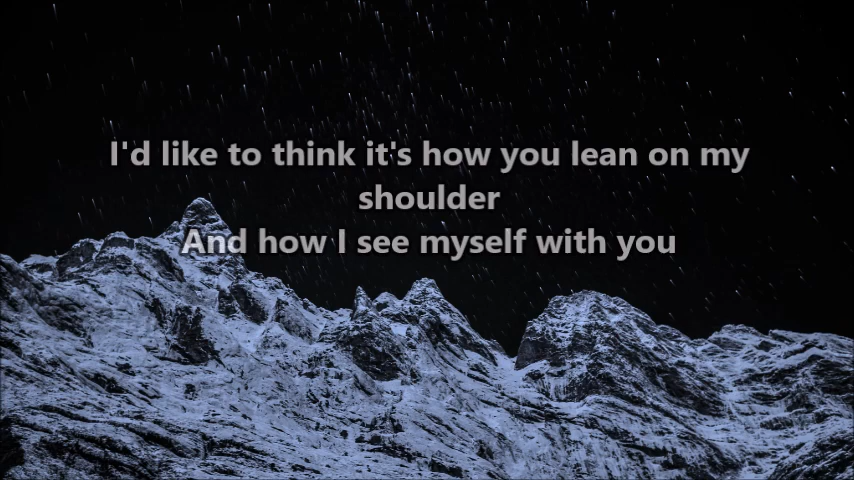 I'd like to think it's how you lean on my
shoulder
And how I see myself with you